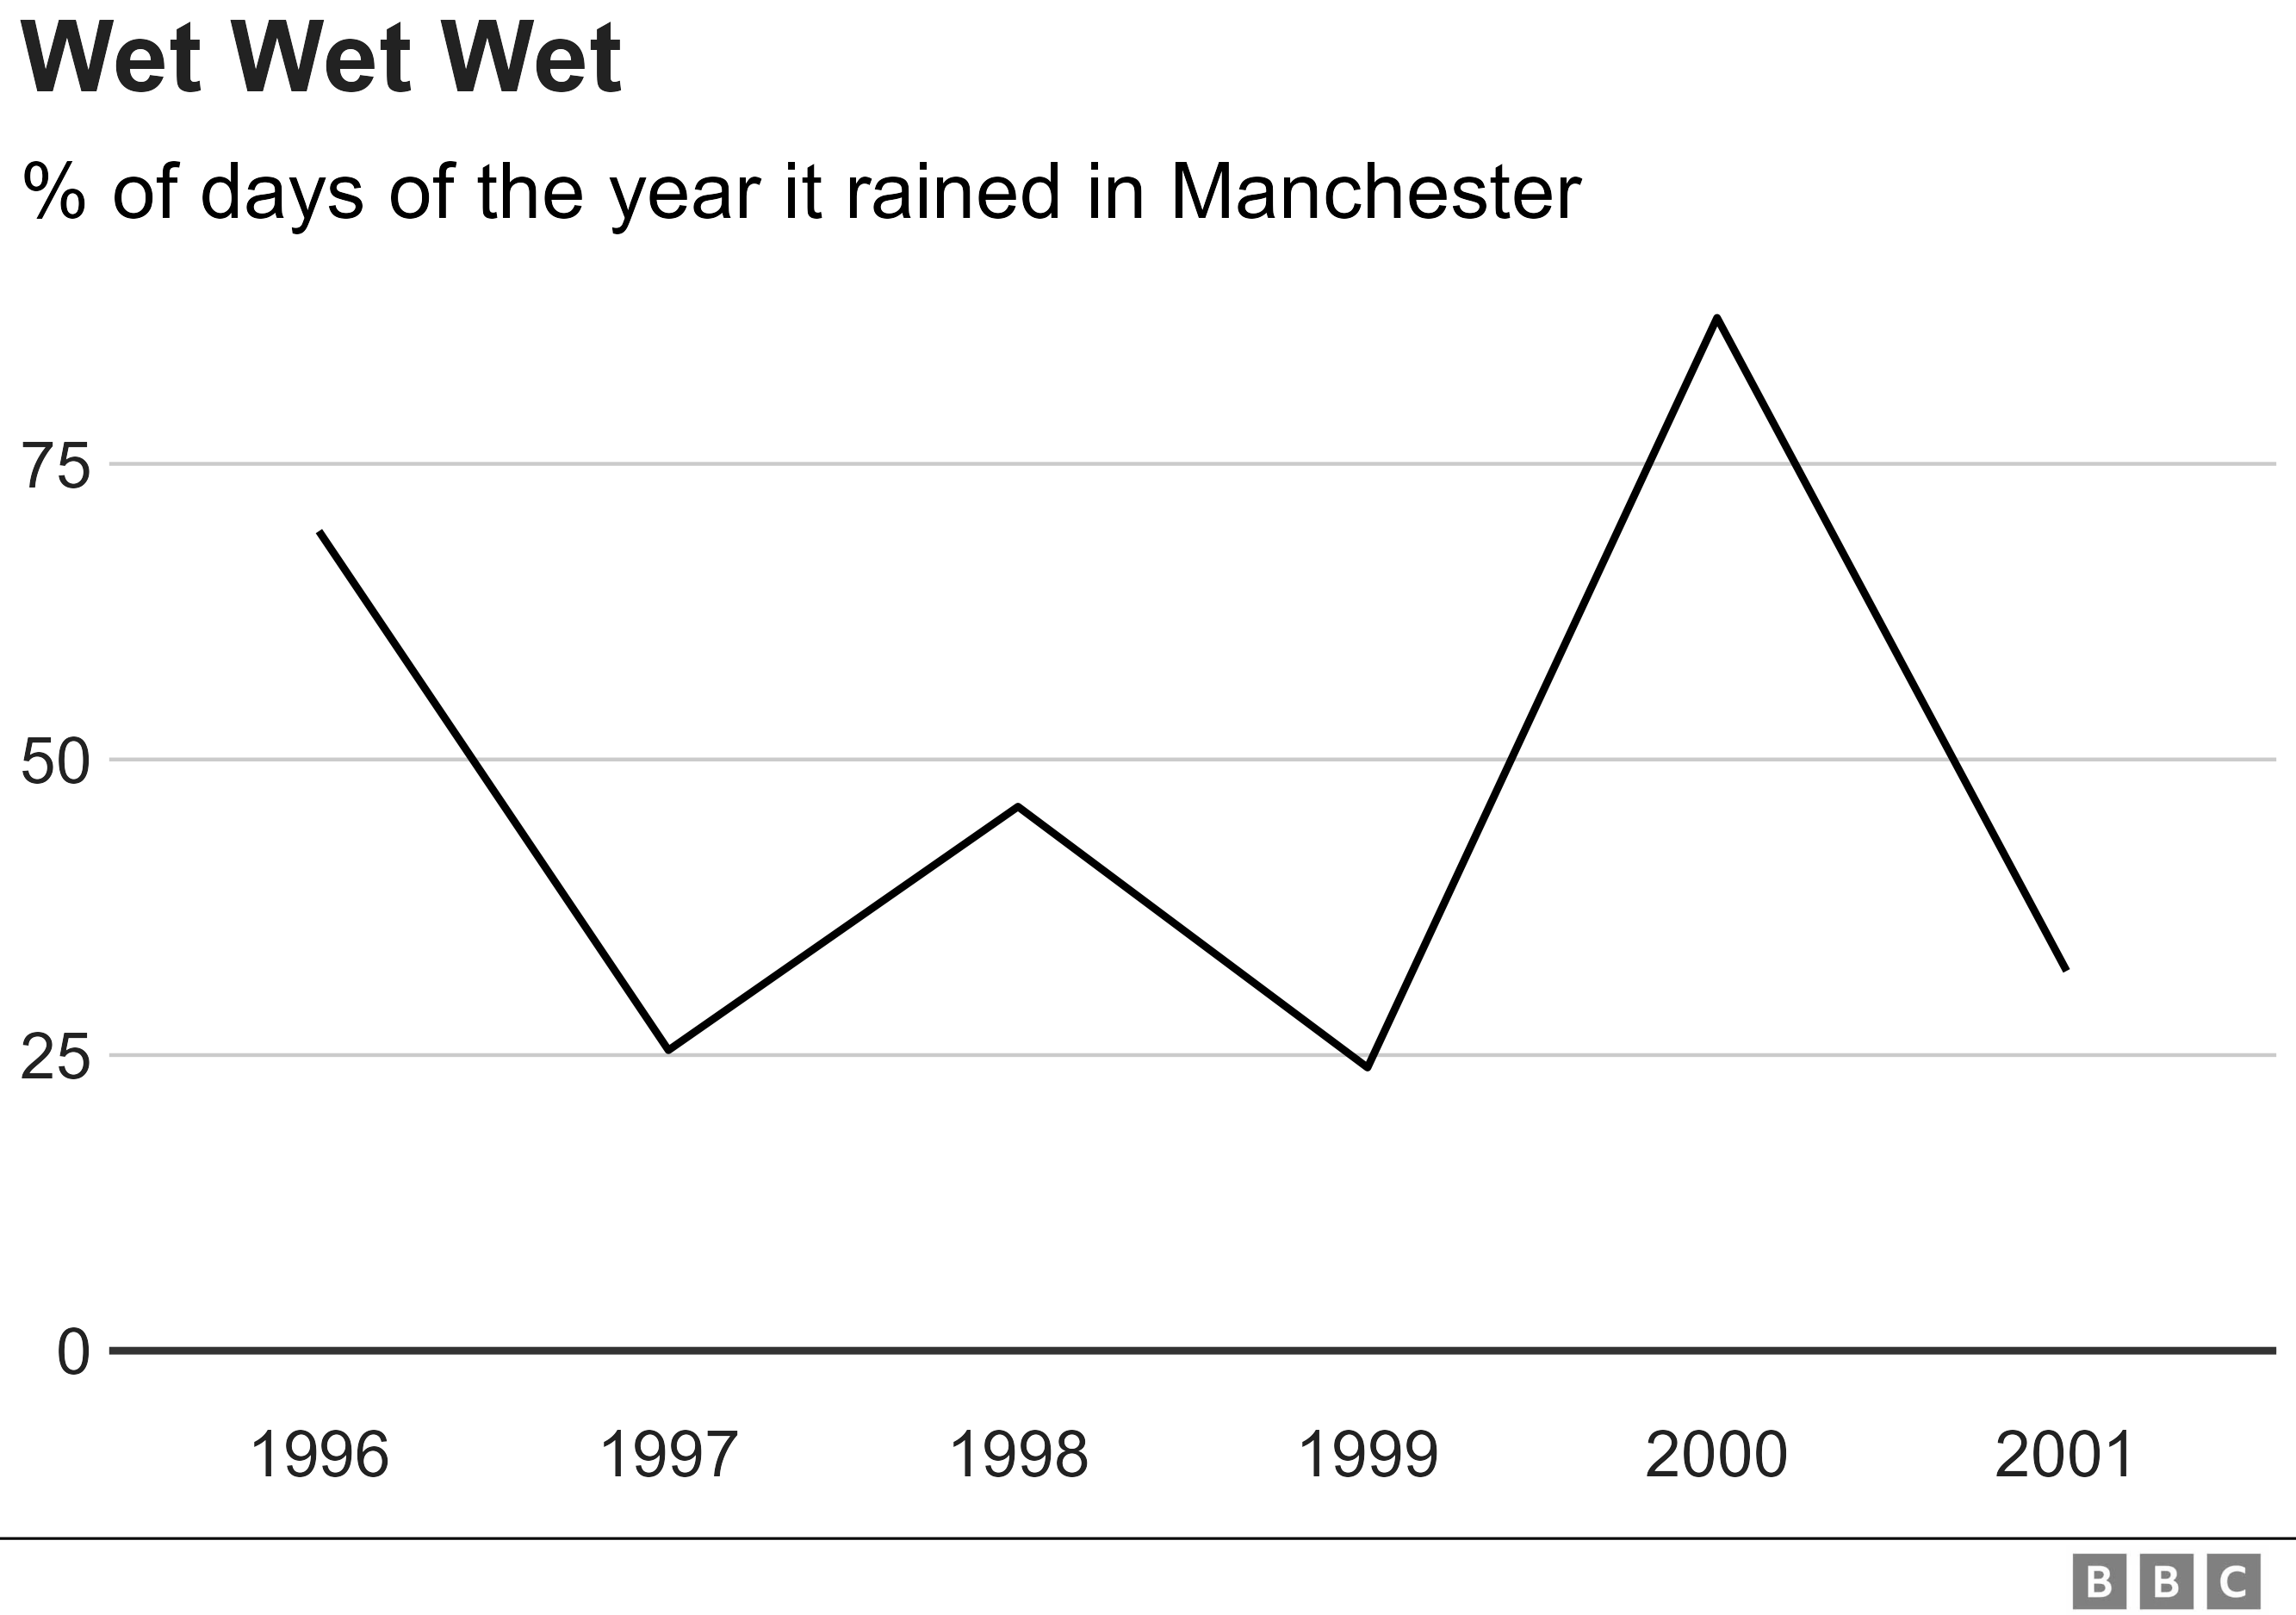 Wet Wet Wet
% of days of the year it rained in Manchester
75
50
25
0
1996 1997 1998 1999 2000 2001
BBC